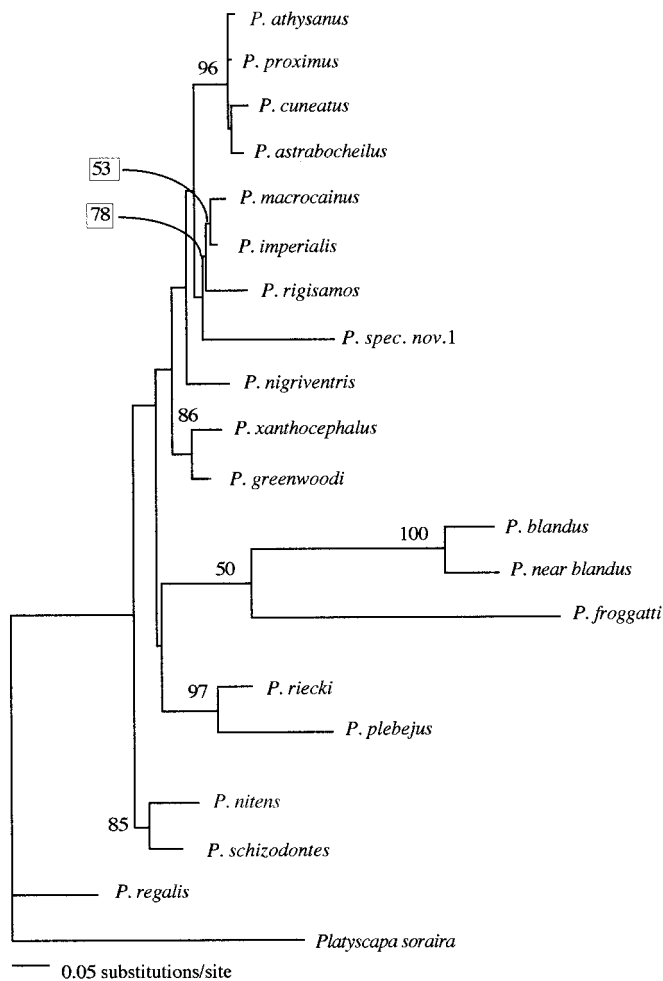 P. athysanus
96
P. proximus
P. cuneatus
P. astrabocheilus
53
P. macrocainus
78
P. imperialis
P. rigisamos
P. spec. nov.1
P. nigriventris
86
P. xanthocephalus
P. greenwoodi
P. blandus
100
P. near blandus
50
P. froggatti
P. riecki
97
P. plebejus
P. nitens
85
P. schizodontes
P. regalis
Platyscapa soraira
0.05 substitutions/site